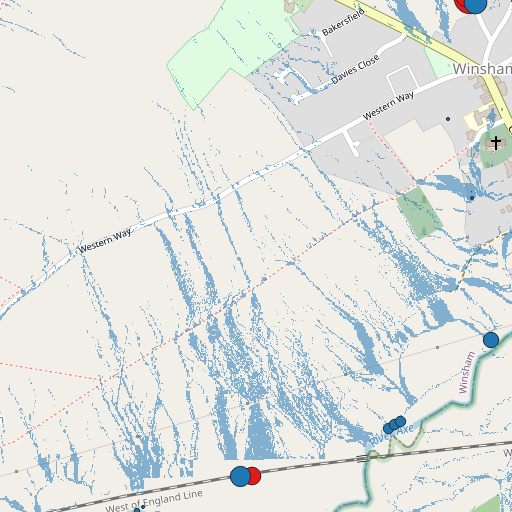 Bakersfield
Davies Close
Winsham
Western Way
Western Way
Winsham
River Axe
West of England Line
W